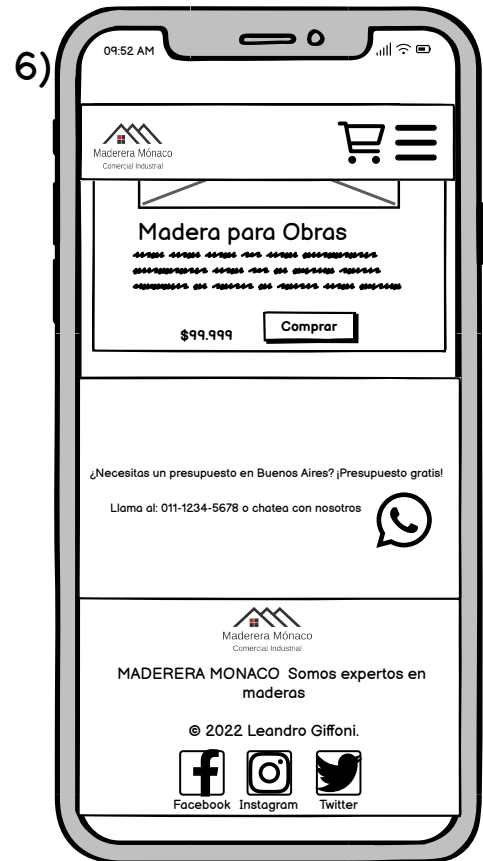 6)
09:52 AM
Maderera Mónaco
Comercial Industrial
Madera para Obras
$99.999
Comprar
¿Necesitas un presupuesto en Buenos Aires? ¡Presupuesto gratis!
Llama al: 011-1234-5678 o chatea con nosotros
Maderera Mónaco
Comercial Industrial
MADERERA MONACO Somos expertos en
maderas
© 2022 Leandro Giffoni.
Facebook Instagram Twitter